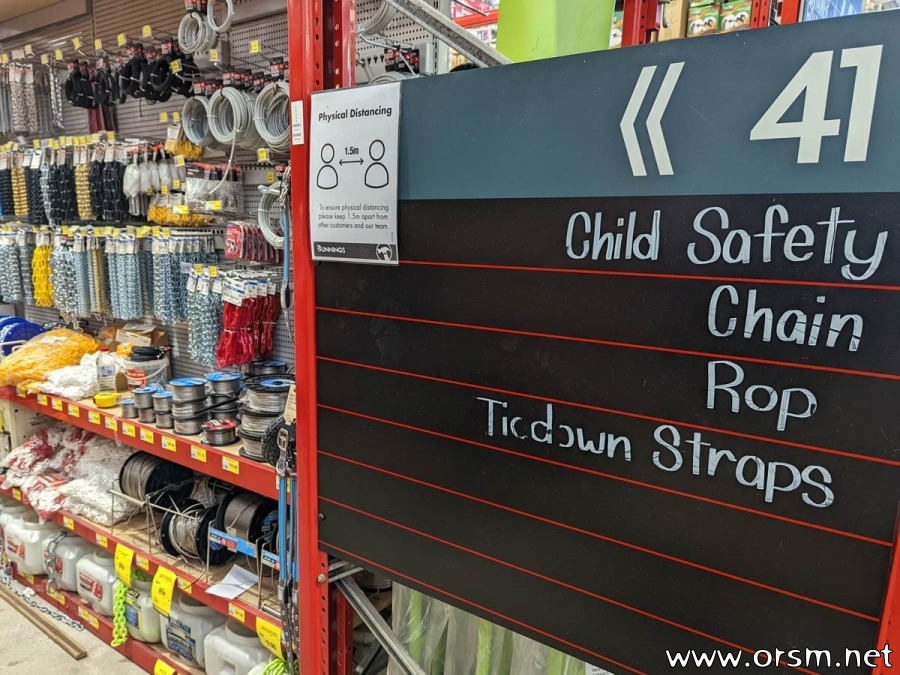 41
Child Safety
Chain
Rop
Ticdown Straps
Physical Distancing
1.5m
To ensure physical distancing
please keep 1.5m apart from
other customers and our team.
BUNNINGS
www.orsm.net